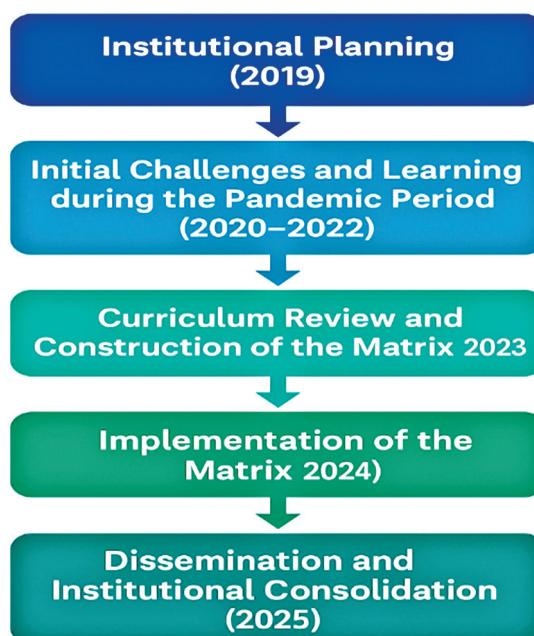 Institutional Planning
(2019)
Initial Challenges and Learning
during the Pandemic Period
(2020–2022)
Curriculum Review and
Construction of the Matrix 2023
Implementation of the
Matrix 2024)
Dissemination and
Institutional Consolidation
(2025)